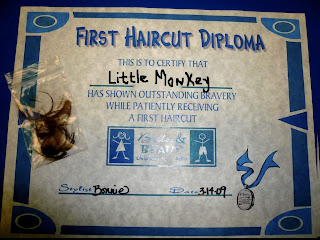 FIRST HAIRCUT DIPLOMA
THIS IS TO CERTIFY THAT
Little Monkey
HAS SHOWN OUTSTANDING BRAVERY
WHILE PATIENTLY RECEIVING
A FIRST HAIRCUT
Stylist Bonnie Date 3-14-09